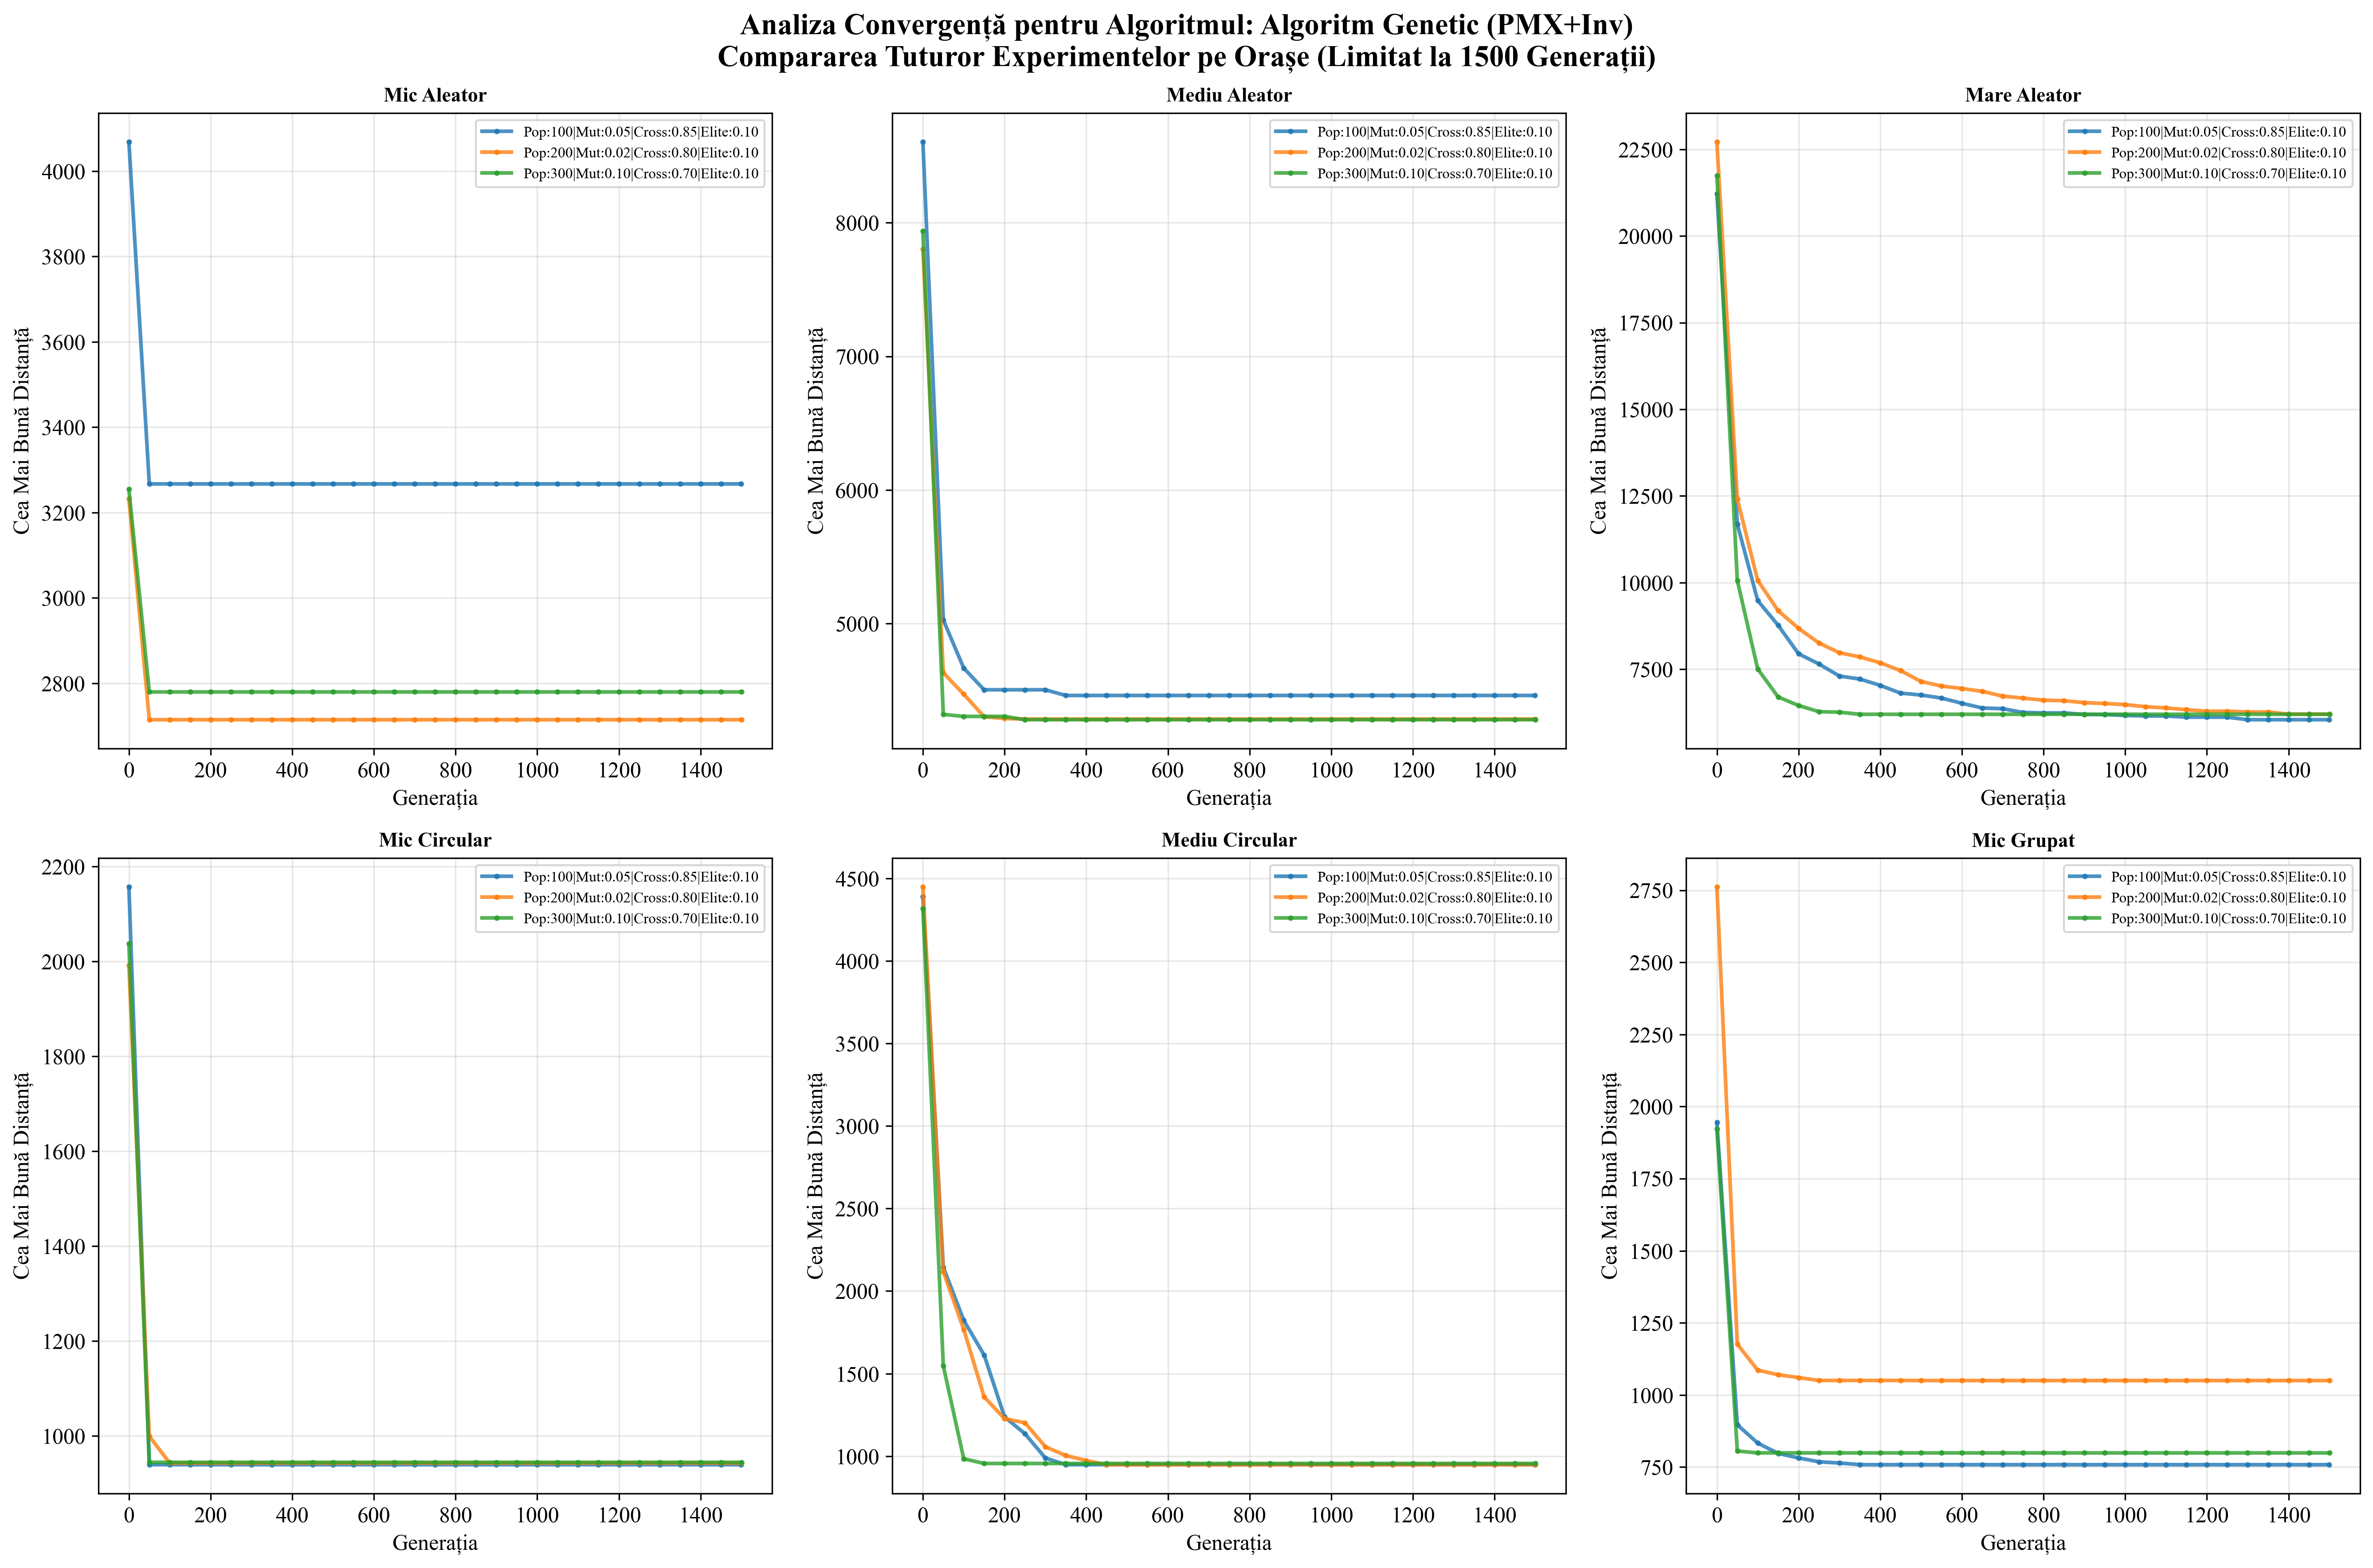 Analiza Convergență pentru Algoritmul: Algoritm Genetic (PMX+Inv)
Compararea Tuturor Experimentelor pe Orașe (Limitat la 1500 Generații)
Mic Aleator
Cea Mai Bună Distanță
4000
3800
3600
3400
3200
3000
2800
Pop:100|Mut:0.05|Cross:0.85|Elite:0.10
Pop:200|Mut:0.02|Cross:0.80|Elite:0.10
Pop:300|Mut:0.10|Cross:0.70|Elite:0.10
0 200 400 600 800 1000 1200 1400
Generația
Mediu Aleator
Cea Mai Bună Distanță
8000
7000
6000
5000
Pop:100|Mut:0.05|Cross:0.85|Elite:0.10
Pop:200|Mut:0.02|Cross:0.80|Elite:0.10
Pop:300|Mut:0.10|Cross:0.70|Elite:0.10
0 200 400 600 800 1000 1200 1400
Generația
Mare Aleator
Cea Mai Bună Distanță
22500
20000
17500
15000
12500
10000
7500
Pop:100|Mut:0.05|Cross:0.85|Elite:0.10
Pop:200|Mut:0.02|Cross:0.80|Elite:0.10
Pop:300|Mut:0.10|Cross:0.70|Elite:0.10
0 200 400 600 800 1000 1200 1400
Generația
Mic Circular
Cea Mai Bună Distanță
2200
2000
1800
1600
1400
1200
1000
Pop:100|Mut:0.05|Cross:0.85|Elite:0.10
Pop:200|Mut:0.02|Cross:0.80|Elite:0.10
Pop:300|Mut:0.10|Cross:0.70|Elite:0.10
0 200 400 600 800 1000 1200 1400
Generația
Mediu Circular
Cea Mai Bună Distanță
4500
4000
3500
3000
2500
2000
1500
1000
Pop:100|Mut:0.05|Cross:0.85|Elite:0.10
Pop:200|Mut:0.02|Cross:0.80|Elite:0.10
Pop:300|Mut:0.10|Cross:0.70|Elite:0.10
0 200 400 600 800 1000 1200 1400
Generația
Mic Grupat
Cea Mai Bună Distanță
2750
2500
2250
2000
1750
1500
1250
1000
750
Pop:100|Mut:0.05|Cross:0.85|Elite:0.10
Pop:200|Mut:0.02|Cross:0.80|Elite:0.10
Pop:300|Mut:0.10|Cross:0.70|Elite:0.10
0 200 400 600 800 1000 1200 1400
Generația